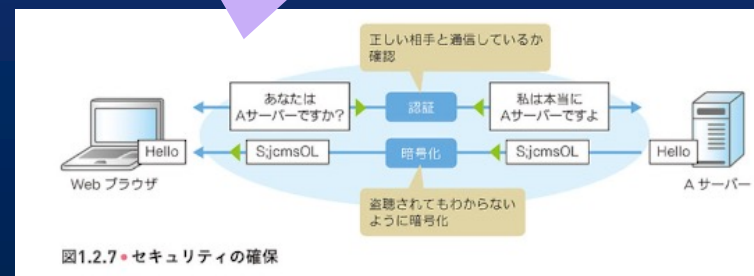 正しい相手と通信しているか
確認
あなたは
Aサーバーですか?
認証
私は本当に
Aサーバーですよ
Hello
S;jcmsOL
暗号化
S;jcmsOL
Hello
Web ブラウザ
A サーバー
盗聴されてもわからない
ように暗号化
図1.2.7•セキュリティの確保